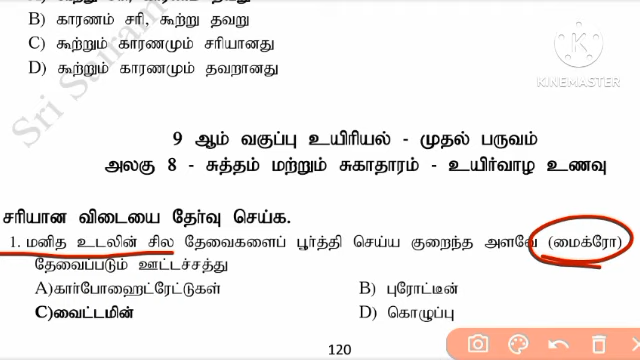 B) காரணம் சரி, கூற்று தவறு
C) கூற்றும் காரணமும் சரியானது
D) கூற்றும் காரணமும் தவறானது
Sri Sairam
KINEMASTER
9 ஆம் வகுப்பு உயிரியல் - முதல் பருவம்
அலகு 8 - சுத்தம் மற்றும் சுகாதாரம் - உயிர்வாழ உணவு
சரியான விடையை தேர்வு செய்க.
1. மனித உடலின் சில தேவைகளைப் பூர்த்தி செய்ய குறைந்த அளவே (மைக்ரோ)
தேவைப்படும் ஊட்டச்சத்து
A)கார்போஹைட்ரேட்டுகள் B) புரோட்டீன்
C)வைட்டமின் D) கொழுப்பு
120